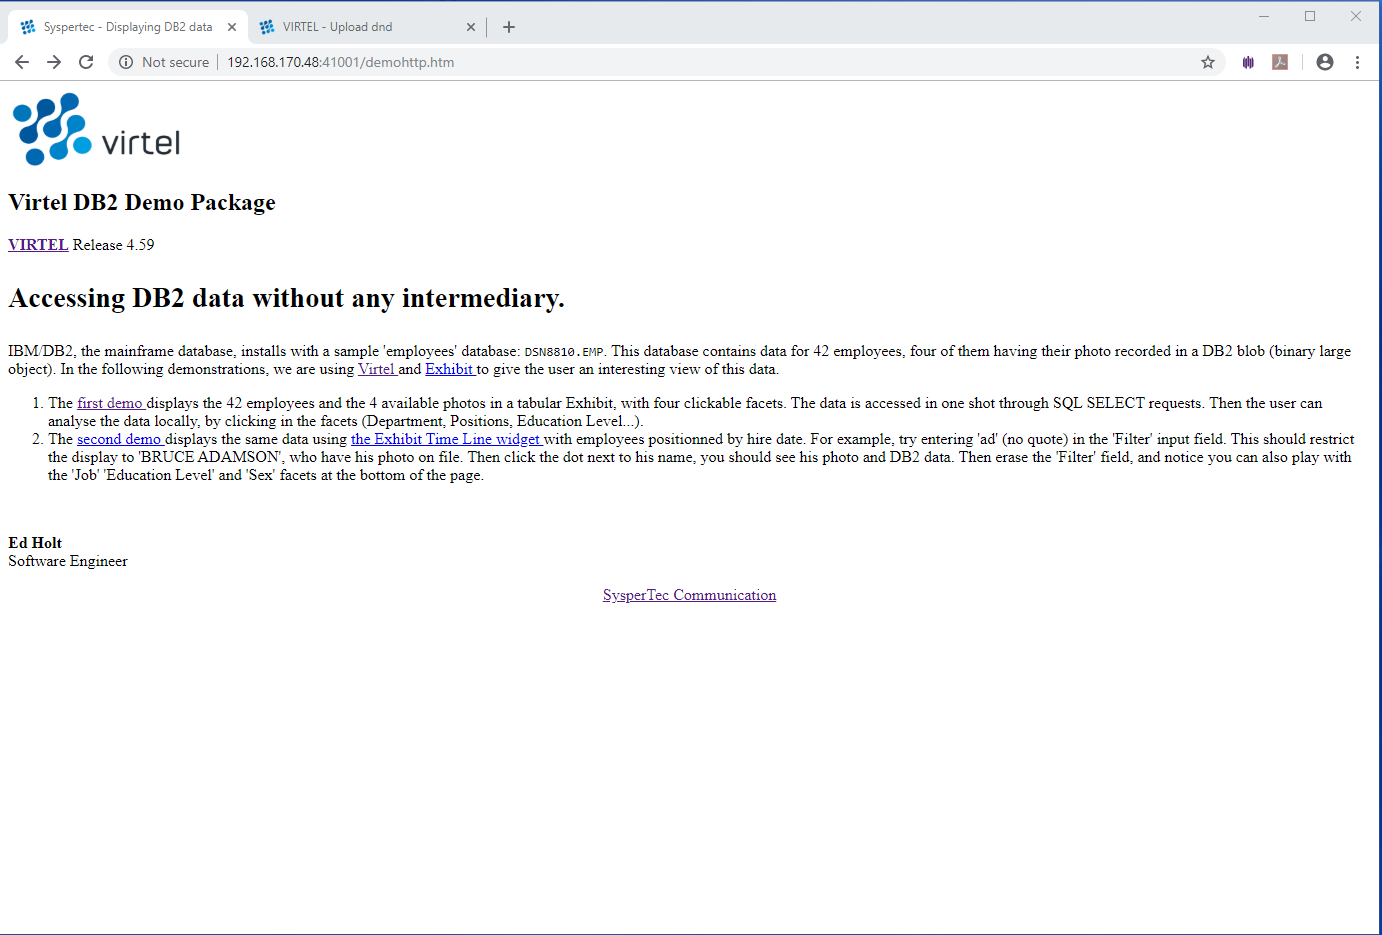 Syspertec - Displaying DB2 data
VIRTEL - Upload dnd
Not secure
192.168.170.48:41001/demohttp.htm
virtel
Virtel DB2 Demo Package
VIRTEL Release 4.59
Accessing DB2 data without any intermediary.
IBM/DB2, the mainframe database, installs with a sample 'employees' database: DSN8810.EMP. This database contains data for 42 employees, four of them having their photo recorded in a DB2 blob (binary large
object). In the following demonstrations, we are using Virtel and Exhibit to give the user an interesting view of this data.
1. The first demo displays the 42 employees and the 4 available photos in a tabular Exhibit, with four clickable facets. The data is accessed in one shot through SQL SELECT requests. Then the user can
analyse the data locally, by clicking in the facets (Department, Positions, Education Level...).
2. The second demo displays the same data using the Exhibit Time Line widget with employees positionned by hire date. For example, try entering 'ad' (no quote) in the 'Filter' input field. This should restrict
the display to 'BRUCE ADAMSON', who have his photo on file. Then click the dot next to his name, you should see his photo and DB2 data. Then erase the 'Filter' field, and notice you can also play with
the 'Job' 'Education Level' and 'Sex' facets at the bottom of the page.
Ed Holt
Software Engineer
SysperTec Communication